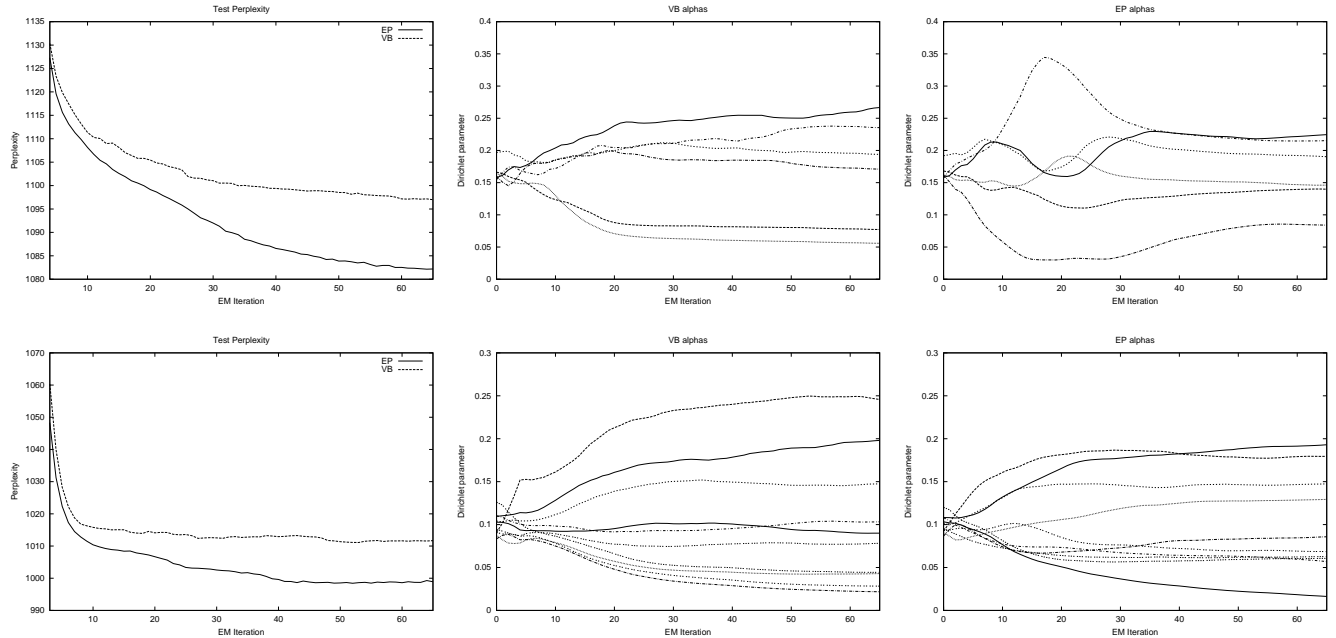 Test Perplexity
1135
1130
1125
1120
1115
1110
1105
1100
1095
1090
1085
1080
Perplexity
EP
VB
10 20 30 40 50 60
EM Iteration
VB alphas
0.4
0.35
0.3
0.25
0.2
0.15
0.1
0.05
0
Dirichlet parameter
0 10 20 30 40 50 60
EM Iteration
EP alphas
0.4
0.35
0.3
0.25
0.2
0.15
0.1
0.05
0
Dirichlet parameter
0 10 20 30 40 50 60
EM Iteration
Test Perplexity
1070
1060
1050
1040
1030
1020
1010
1000
990
Perplexity
EP
VB
10 20 30 40 50 60
EM Iteration
VB alphas
0.3
0.25
0.2
0.15
0.1
0.05
0
Dirichlet parameter
0 10 20 30 40 50 60
EM Iteration
EP alphas
0.3
0.25
0.2
0.15
0.1
0.05
0
Dirichlet parameter
0 10 20 30 40 50 60
EM Iteration